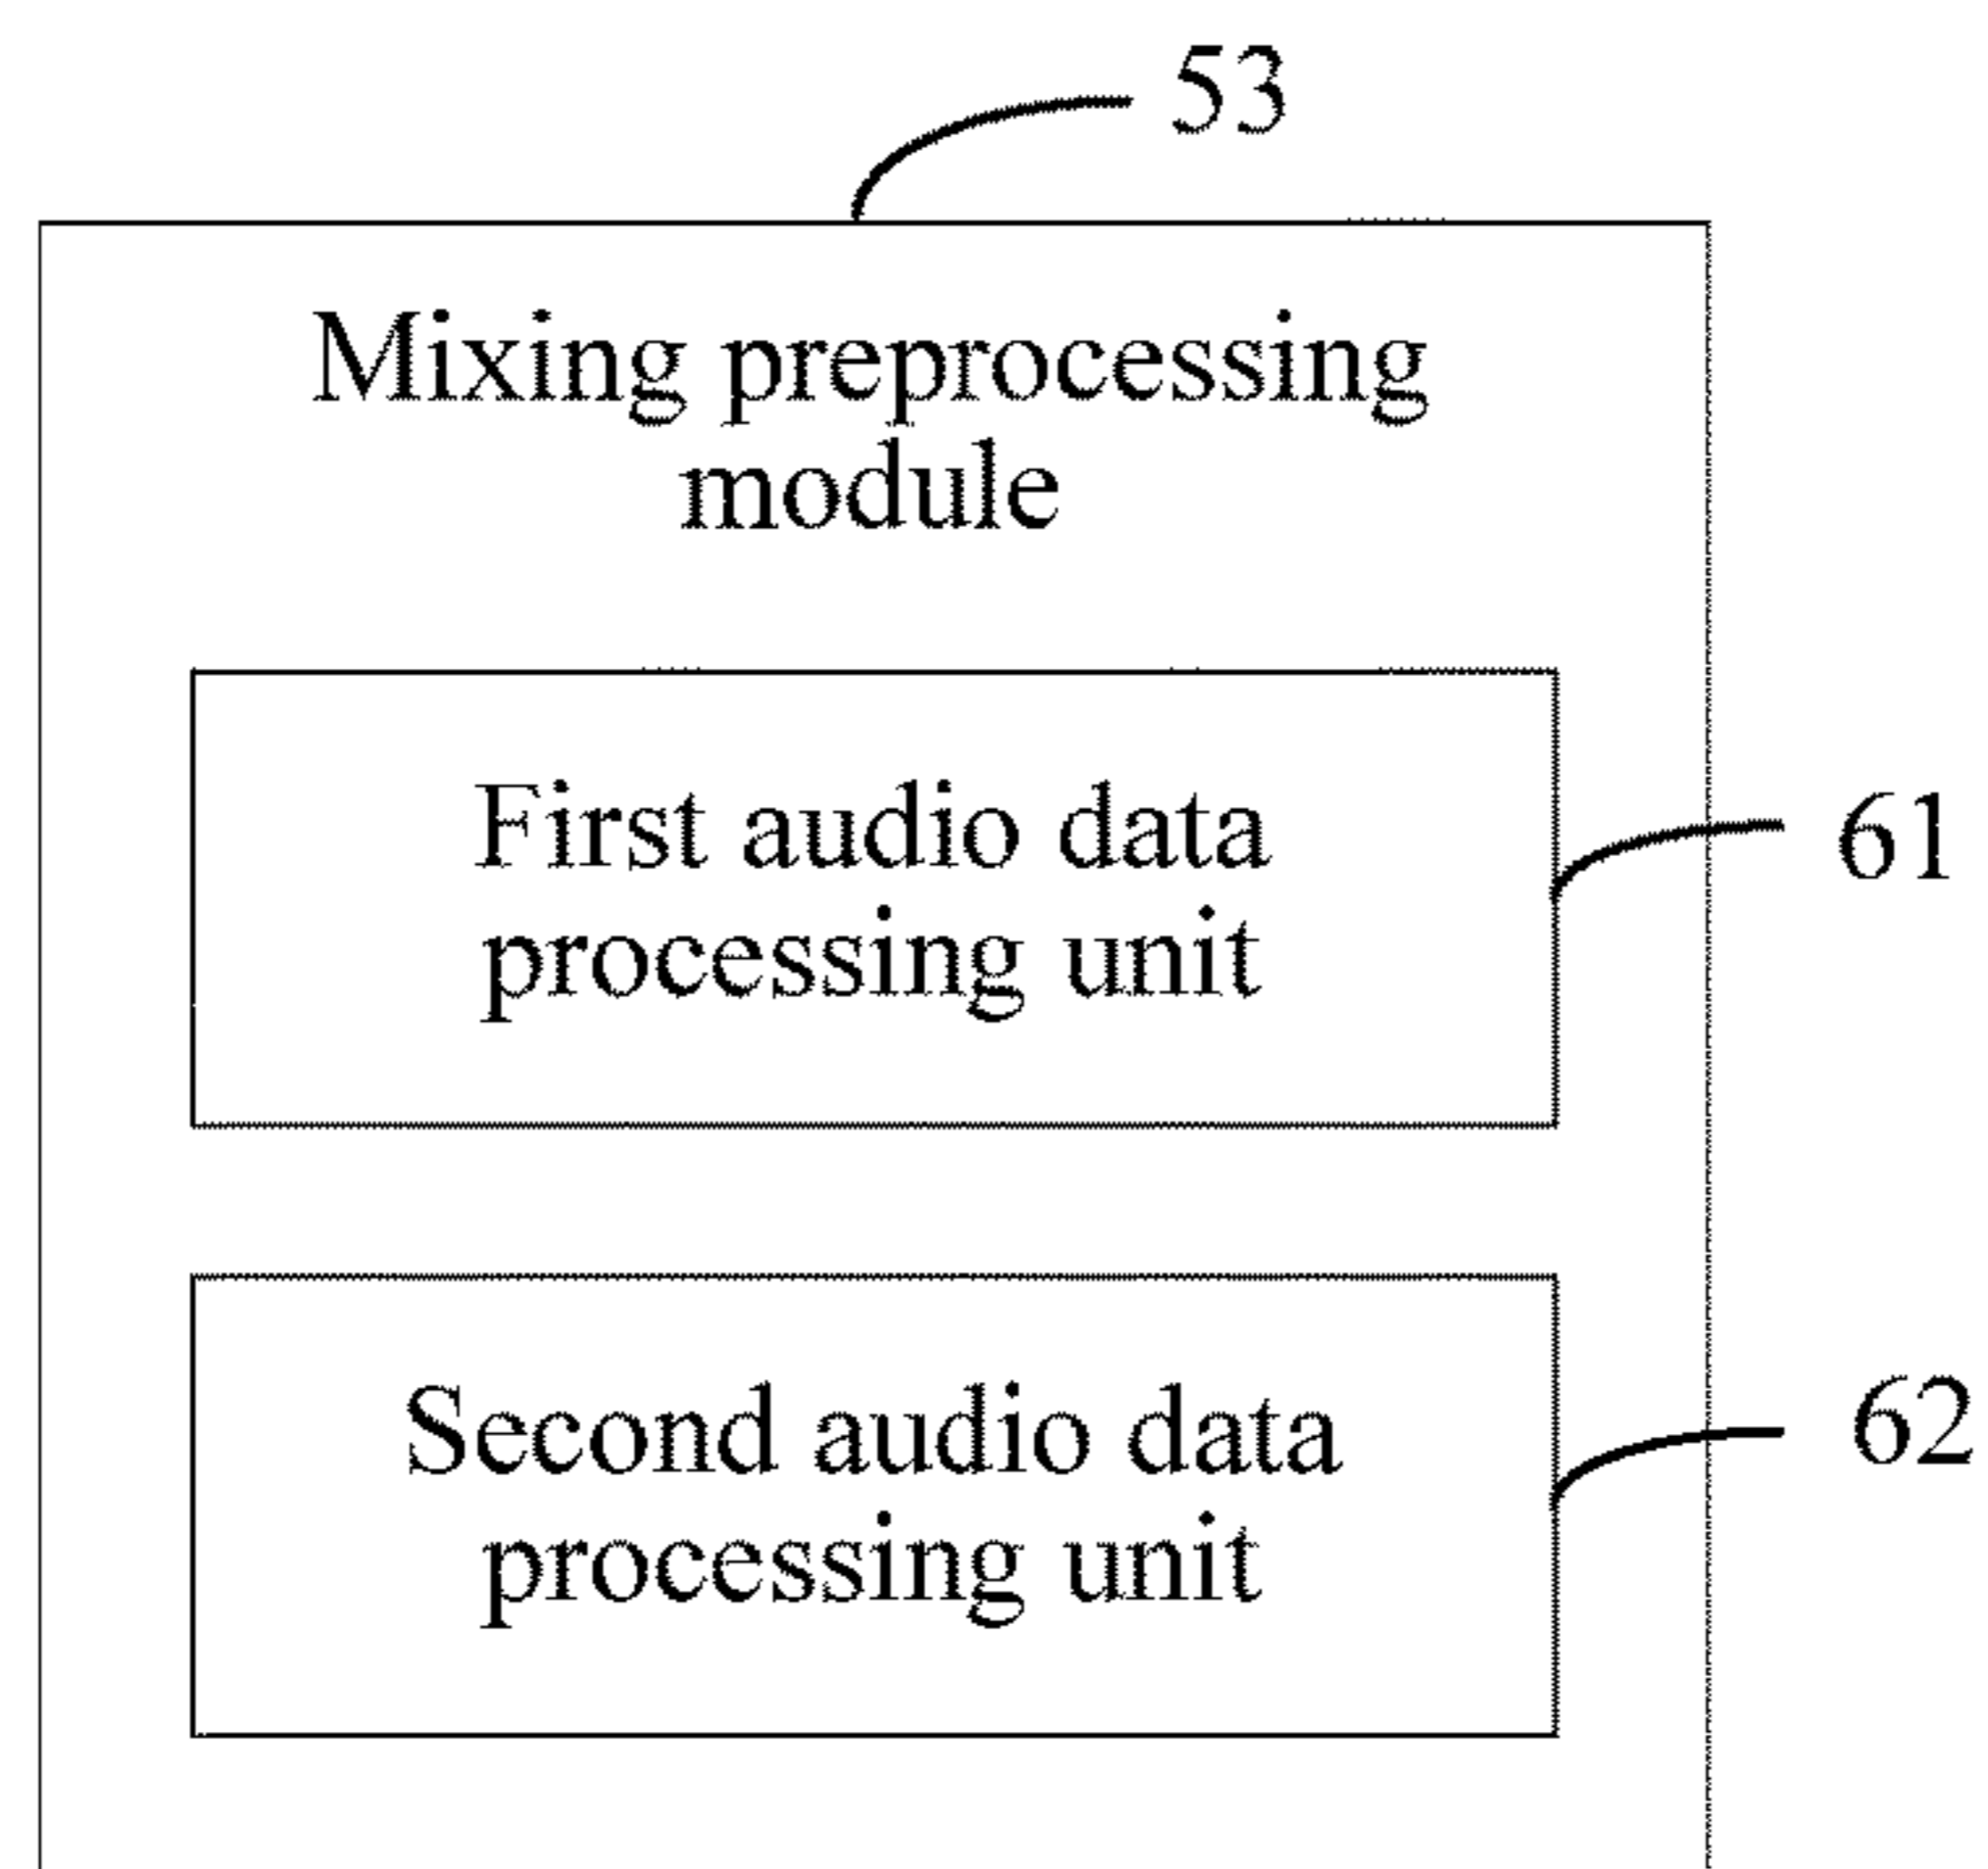 53
Mixing preprocessing
module
First audio data
processing unit
61
Second audio data
processing unit
62